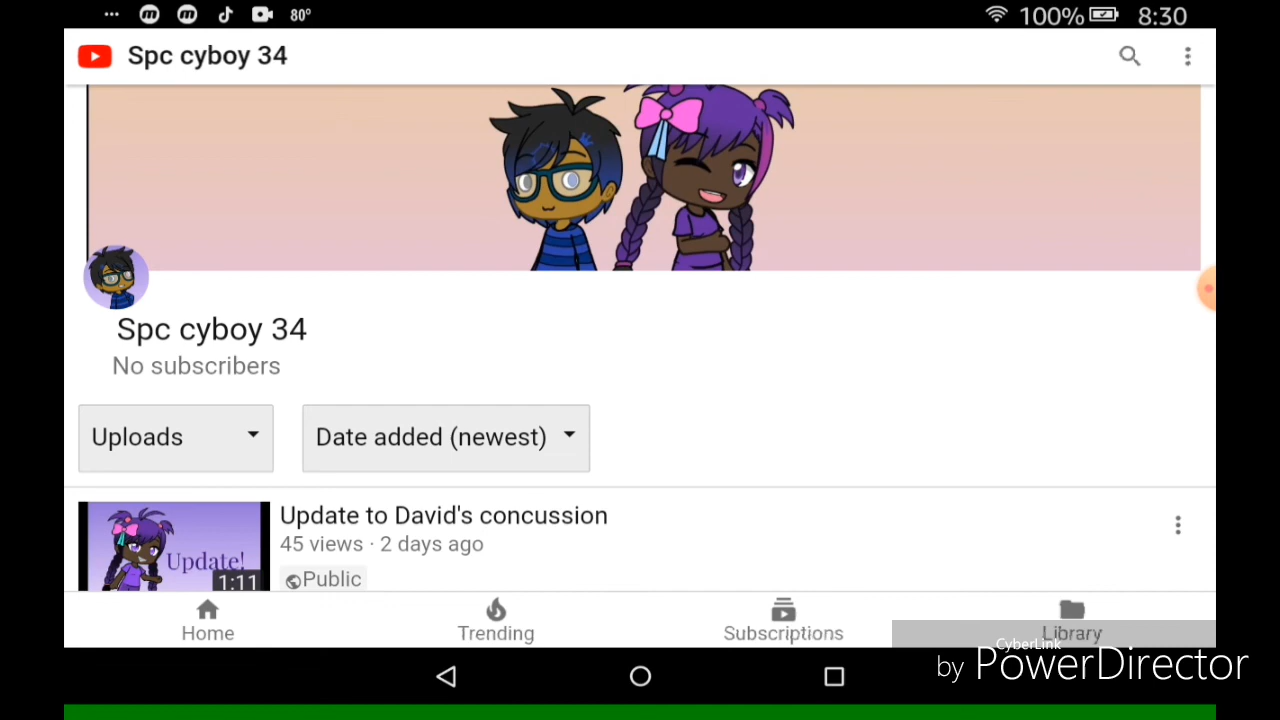 80° 100% 8:30
Spc cyboy 34
Spc cyboy 34
No subscribers
Uploads Date added (newest)
Update to David's concussion
45 views · 2 days ago
Update!
1:11
Public
Home Trending Subscriptions Library
CyberLink
by PowerDirector